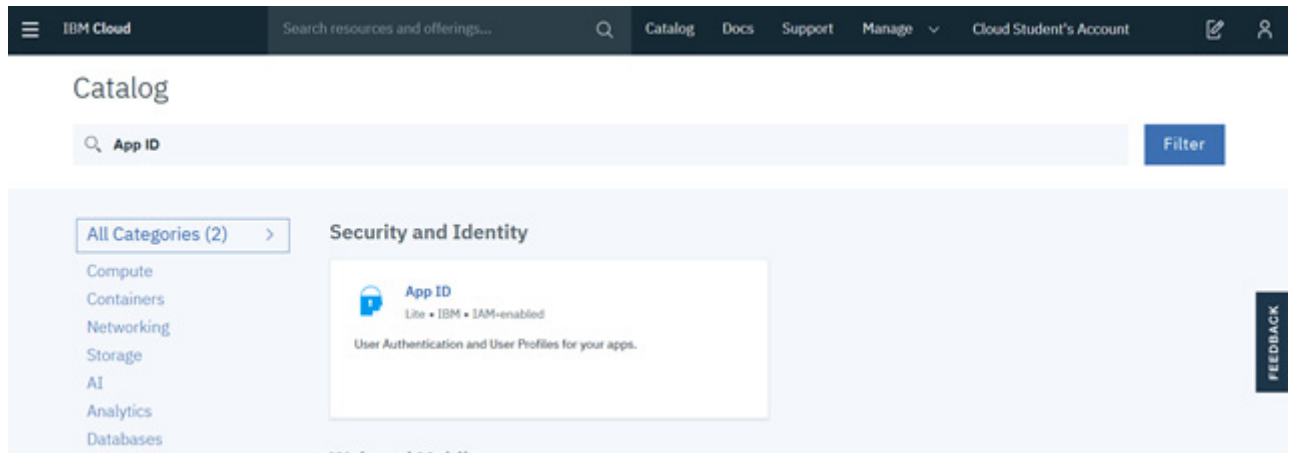 IBM Cloud Search resources and offerings... Catalog Docs Support Manage Cloud Student's Account
Catalog
App ID Filter
All Categories (2) Security and Identity
Compute
Containers
Networking
Storage
AI
Analytics
Databases
App ID
Lite • IBM • IAM-enabled
User Authentication and User Profiles for your apps.
FEEDBACK